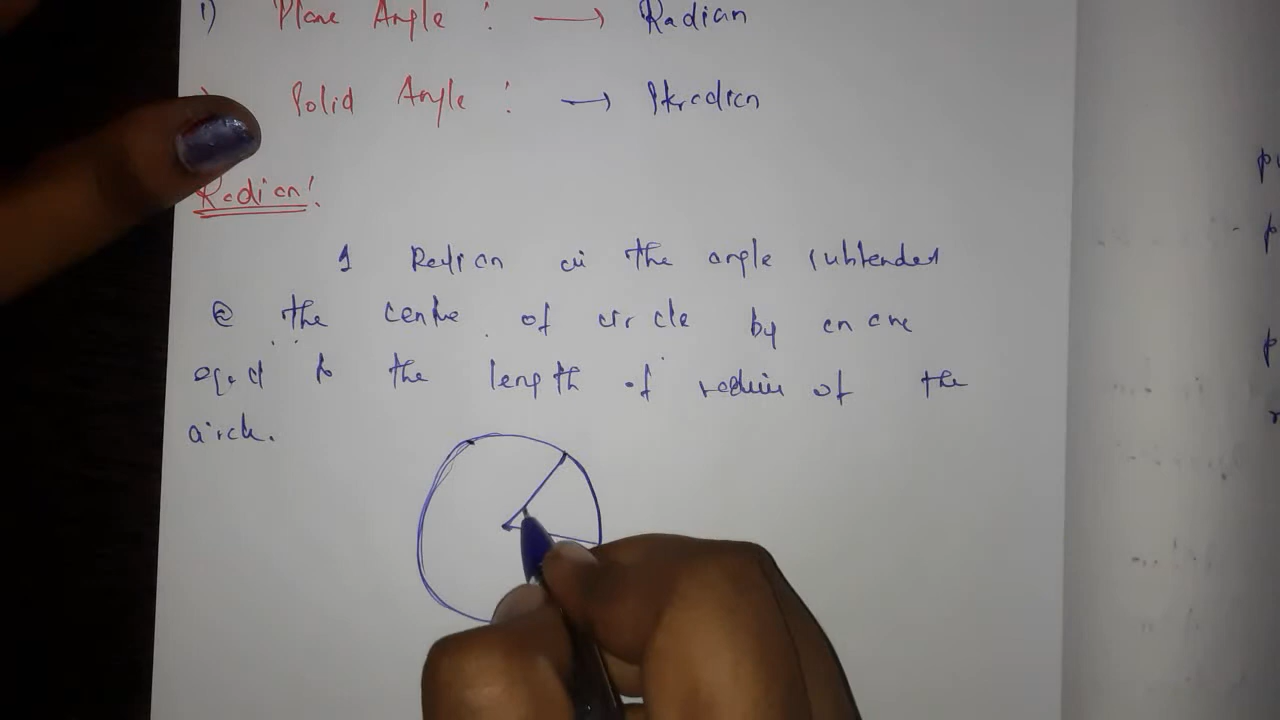 1) Plane Angle : → Radian
Solid Angle : → Steradian
Radian!
1 Radian is the angle subtended
@ the centre of circle by an arc
equal to the length of radius of the
circle.